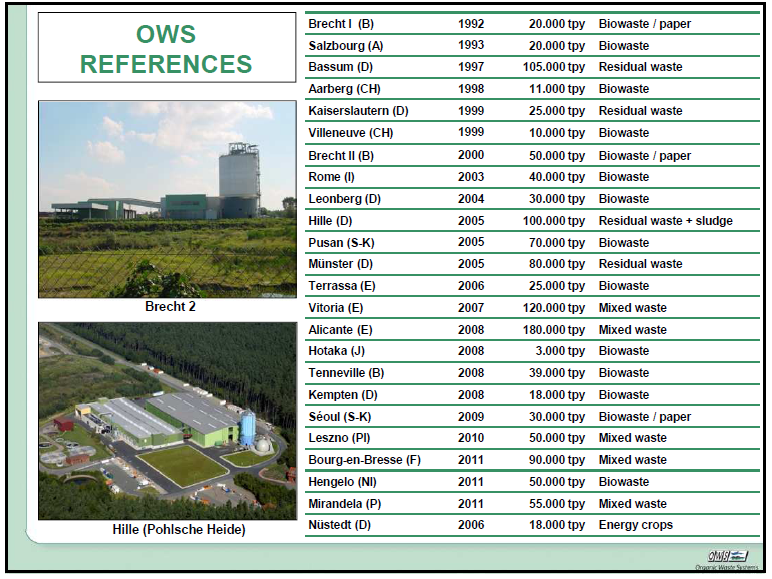 OWS
REFERENCES
Brecht 2
Hille (Pohlsche Heide)
Brecht I (B) 1992 20.000 tpy Biowaste / paper
Salzbourg (A) 1993 20.000 tpy Biowaste
Bassum (D) 1997 105.000 tpy Residual waste
Aarberg (CH) 1998 11.000 tpy Biowaste
Kaiserslautern (D) 1999 25.000 tpy Residual waste
Villeneuve (CH) 1999 10.000 tpy Biowaste
Brecht II (B) 2000 50.000 tpy Biowaste / paper
Rome (I) 2003 40.000 tpy Biowaste
Leonberg (D) 2004 30.000 tpy Biowaste
Hille (D) 2005 100.000 tpy Residual waste + sludge
Pusan (S-K) 2005 70.000 tpy Biowaste
Münster (D) 2005 80.000 tpy Residual waste
Terrassa (E) 2006 25.000 tpy Biowaste
Vitoria (E) 2007 120.000 tpy Mixed waste
Alicante (E) 2008 180.000 tpy Mixed waste
Hotaka (J) 2008 3.000 tpy Biowaste
Tenneville (B) 2008 39.000 tpy Biowaste
Kempten (D) 2008 18.000 tpy Biowaste
Séoul (S-K) 2009 30.000 tpy Biowaste / paper
Leszno (Pl) 2010 50.000 tpy Mixed waste
Bourg-en-Bresse (F) 2011 90.000 tpy Mixed waste
Hengelo (Nl) 2011 50.000 tpy Biowaste
Mirandela (P) 2011 55.000 tpy Mixed waste
Nüstedt (D) 2006 18.000 tpy Energy crops
OWS
Organic Waste Systems